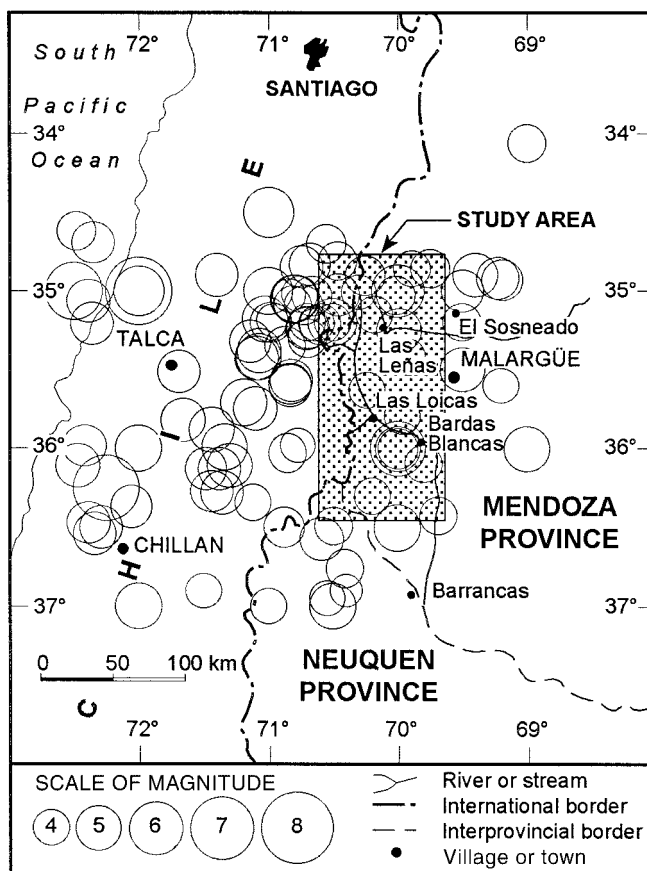 72° 71° 70° 69°
South
Pacific
Ocean
SANTIAGO
34° 34°
STUDY AREA
35° 35°
TALCA
El Sosneado
Las
Leñas
MALARGÜE
Las Loicas
Bardas
Blancas
36° 36°
MENDOZA
PROVINCE
CHILLAN
37° 37°
Barrancas
0 50 100 km
NEUQUEN
PROVINCE
C H I L E
72° 71° 70° 69°
SCALE OF MAGNITUDE
4 5 6 7 8
River or stream
International border
Interprovincial border
Village or town